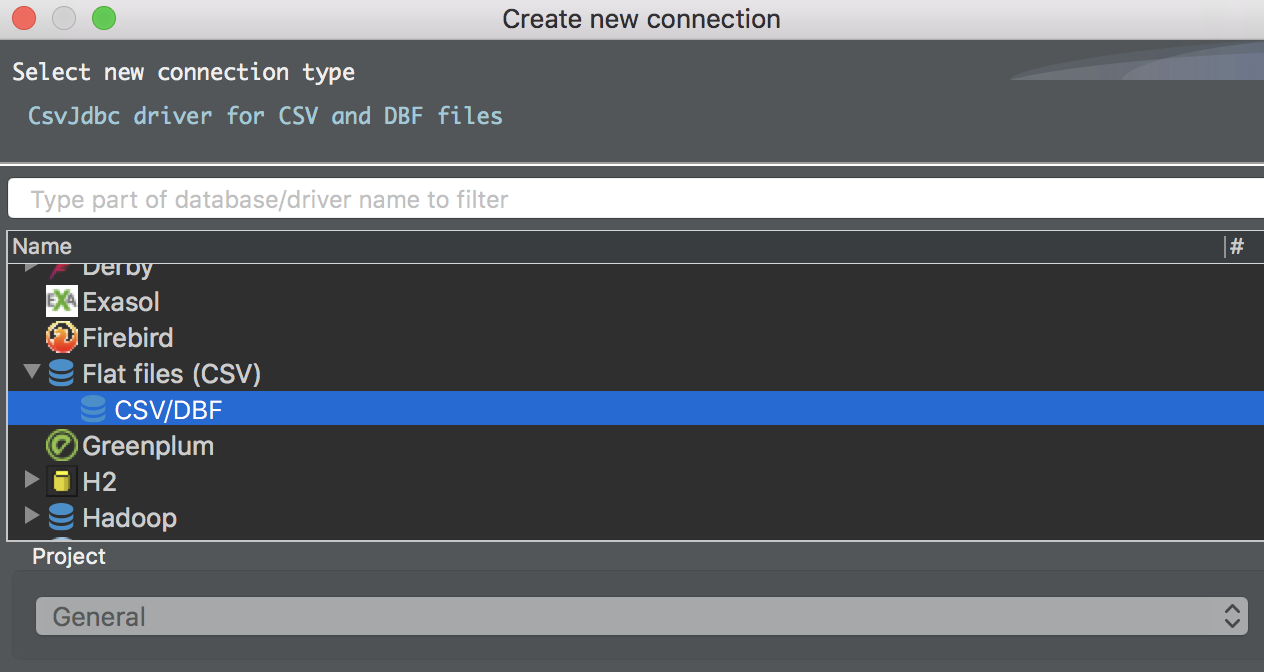 Create new connection
Select new connection type
CsvJdbc driver for CSV and DBF files
Type part of database/driver name to filter
Name #
Derby
EXA Exasol
Firebird
Flat files (CSV)
CSV/DBF
Greenplum
H2
Hadoop
Project
General